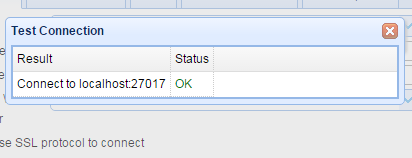 Test Connection
Result Status
Connect to localhost:27017 OK
se SSL protocol to connect